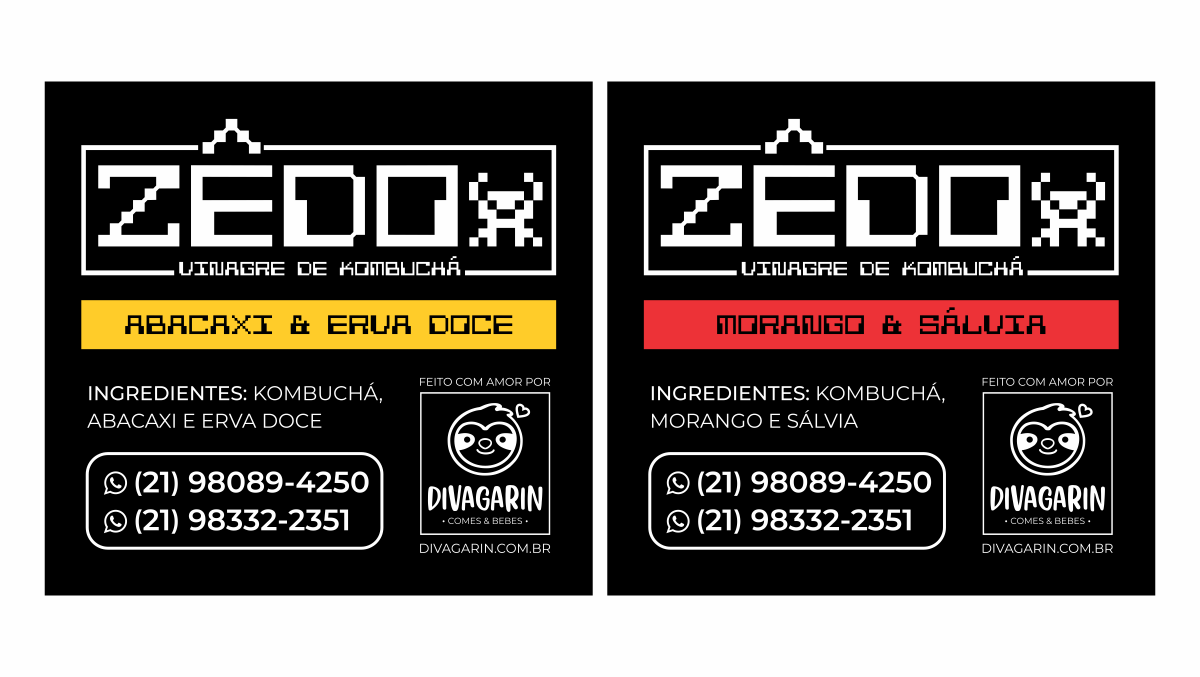 ZÊDO
VINAGRE DE KOMBUCHÁ
ABACAXI & ERVA DOCE
INGREDIENTES: KOMBUCHÁ,
ABACAXI E ERVA DOCE
(21) 98089-4250
(21) 98332-2351
FEITO COM AMOR POR
DIVAGARIN
• COMES & BEBES •
DIVAGARIN.COM.BR
ZÊDO
VINAGRE DE KOMBUCHÁ
MORANGO & SÁLVIA
INGREDIENTES: KOMBUCHÁ,
MORANGO E SÁLVIA
(21) 98089-4250
(21) 98332-2351
FEITO COM AMOR POR
DIVAGARIN
• COMES & BEBES •
DIVAGARIN.COM.BR